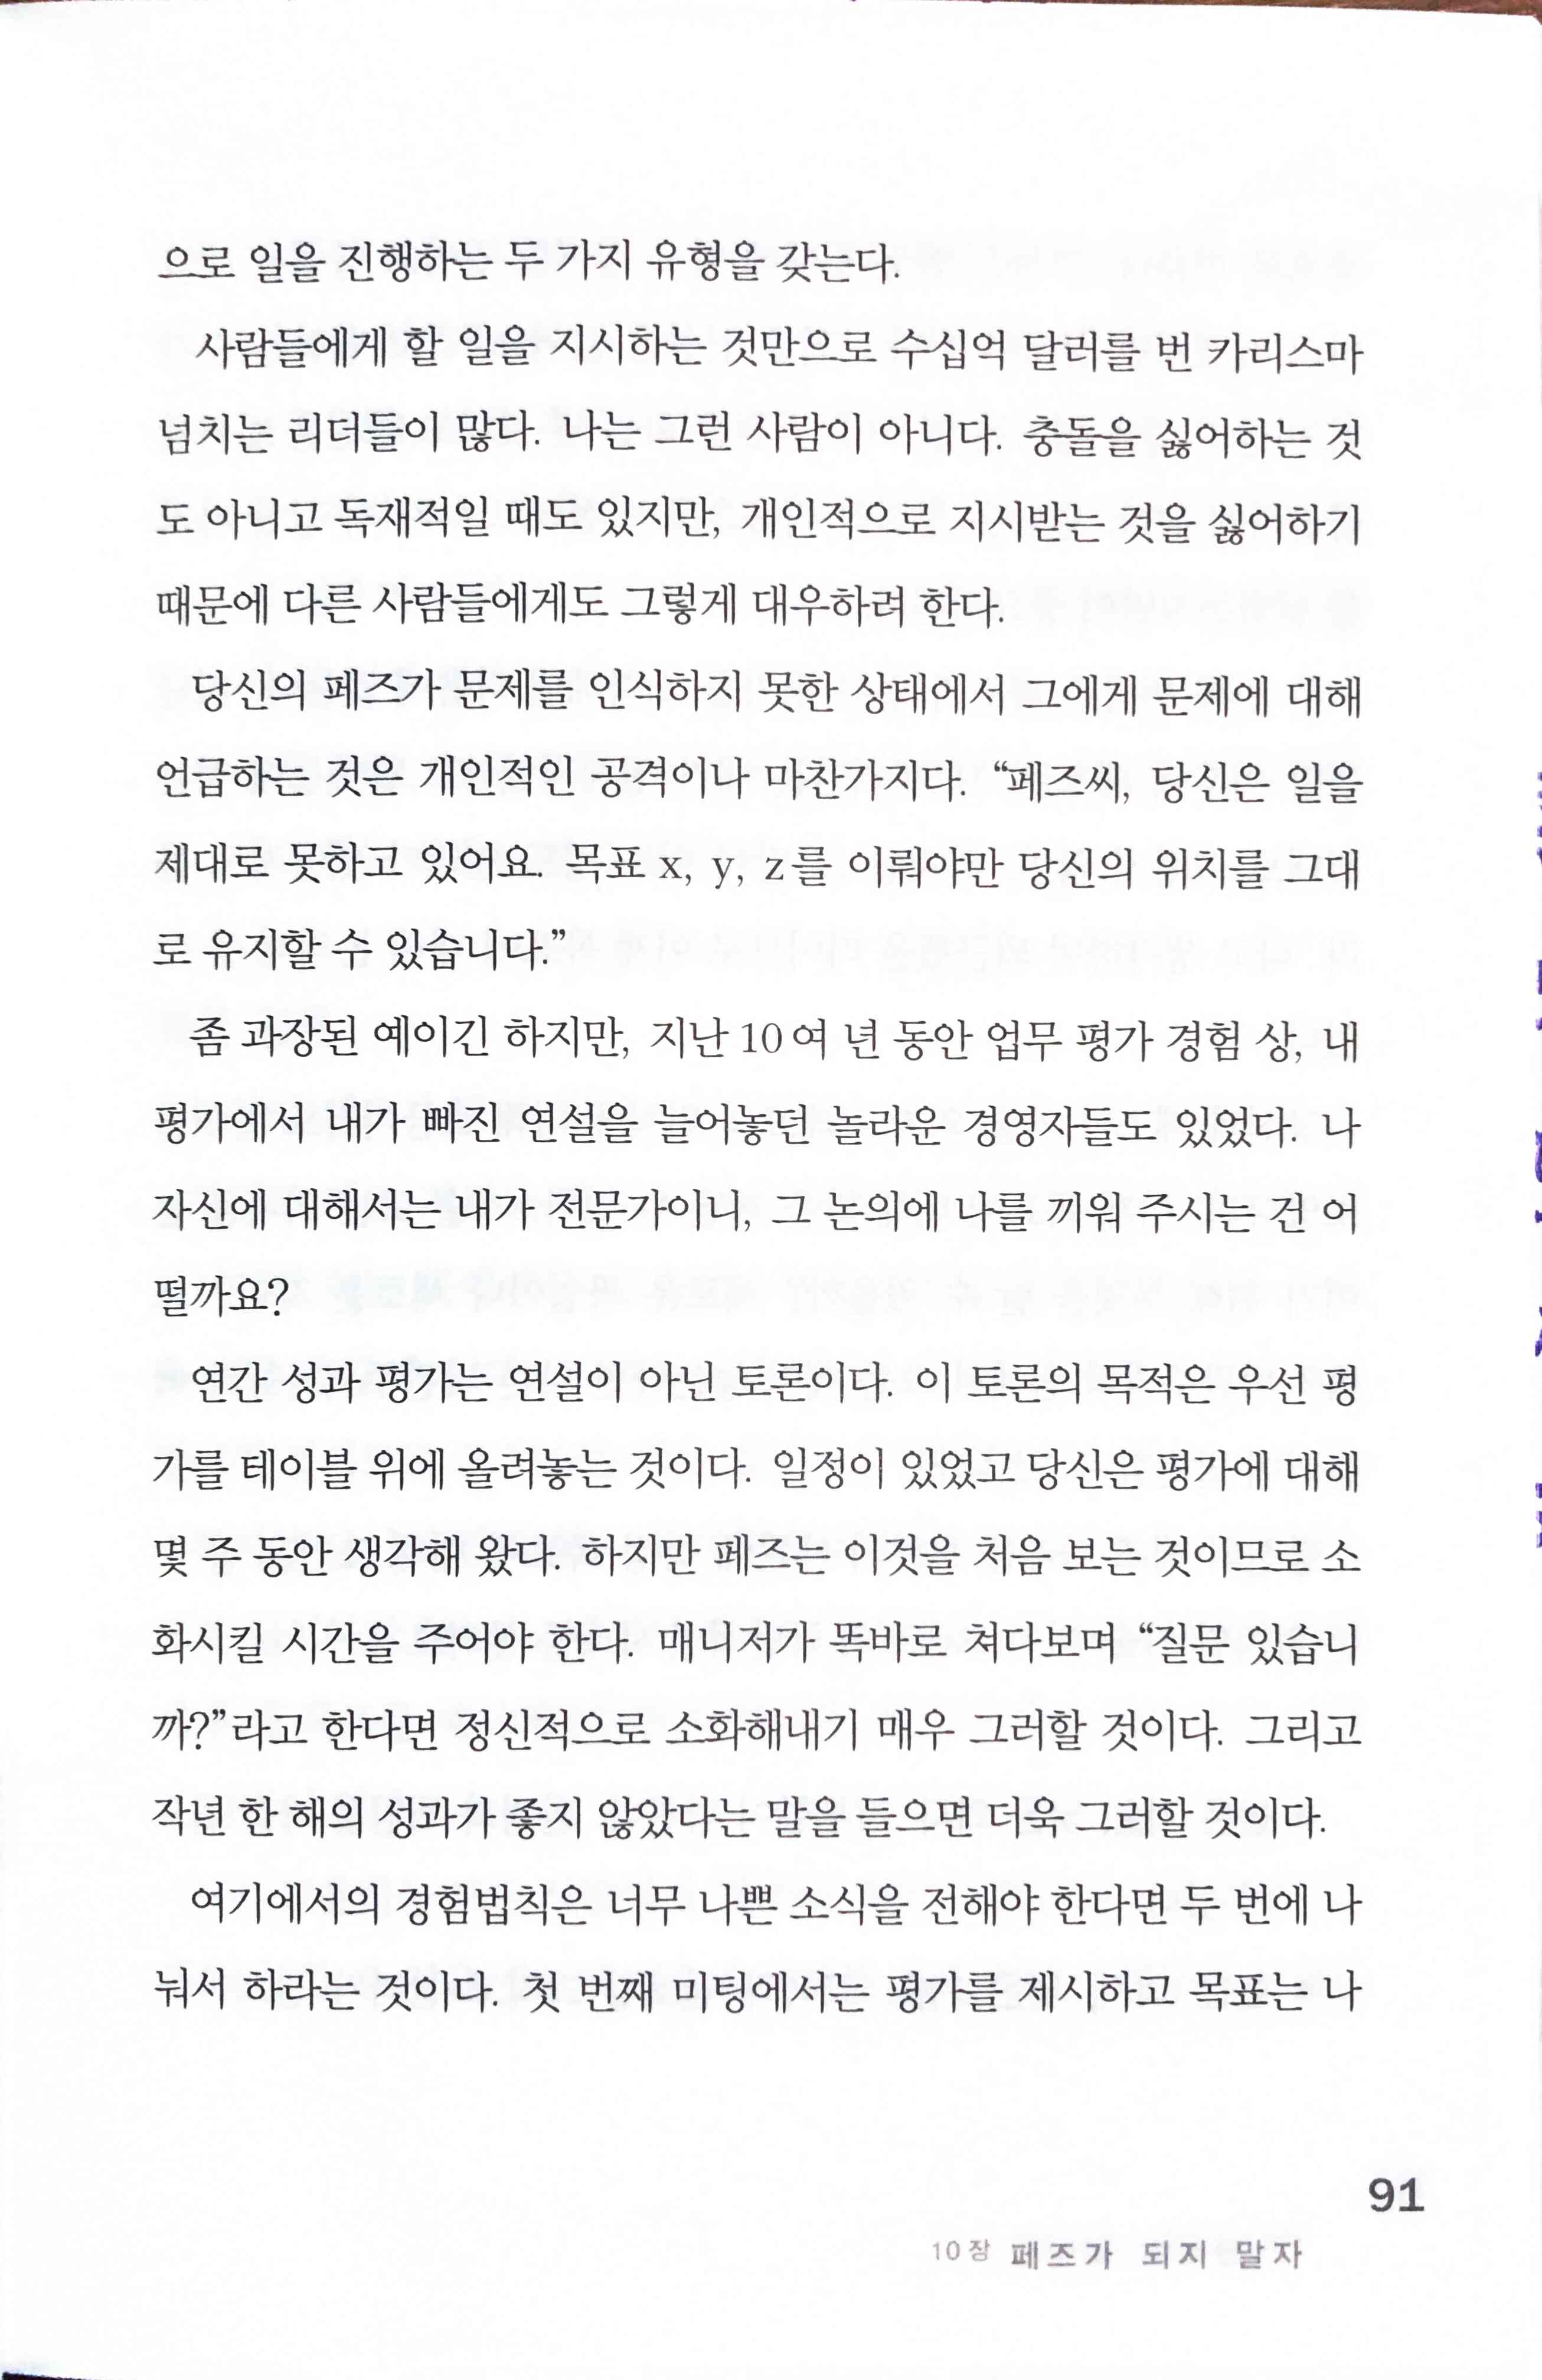 으로 일을 진행하는 두 가지 유형을 갖는다.
사람들에게 할 일을 지시하는 것만으로 수십억 달러를 번 카리스마
넘치는 리더들이 많다. 나는 그런 사람이 아니다. 충돌을 싫어하는 것
도 아니고 독재적일 때도 있지만, 개인적으로 지시받는 것을 싫어하기
때문에 다른 사람들에게도 그렇게 대우하려 한다.
당신의 페즈가 문제를 인식하지 못한 상태에서 그에게 문제에 대해
언급하는 것은 개인적인 공격이나 마찬가지다. “페즈씨, 당신은 일을
제대로 못하고 있어요. 목표 x, y, z를 이뤄야만 당신의 위치를 그대
로 유지할 수 있습니다.”
좀 과장된 예이긴 하지만, 지난 10여 년 동안 업무 평가 경험 상, 내
평가에서 내가 빠진 연설을 늘어놓던 놀라운 경영자들도 있었다. 나
자신에 대해서는 내가 전문가이니, 그 논의에 나를 끼워 주시는 건 어
떨까요?
연간 성과 평가는 연설이 아닌 토론이다. 이 토론의 목적은 우선 평
가를 테이블 위에 올려놓는 것이다. 일정이 있었고 당신은 평가에 대해
몇 주 동안 생각해 왔다. 하지만 페즈는 이것을 처음 보는 것이므로 소
화시킬 시간을 주어야 한다. 매니저가 똑바로 쳐다보며 “질문 있습니
까?”라고 한다면 정신적으로 소화해내기 매우 그러할 것이다. 그리고
작년 한 해의 성과가 좋지 않았다는 말을 들으면 더욱 그러할 것이다.
여기에서의 경험법칙은 너무 나쁜 소식을 전해야 한다면 두 번에 나
눠서 하라는 것이다. 첫 번째 미팅에서는 평가를 제시하고 목표는 나
91
10장 페즈가 되지 말자